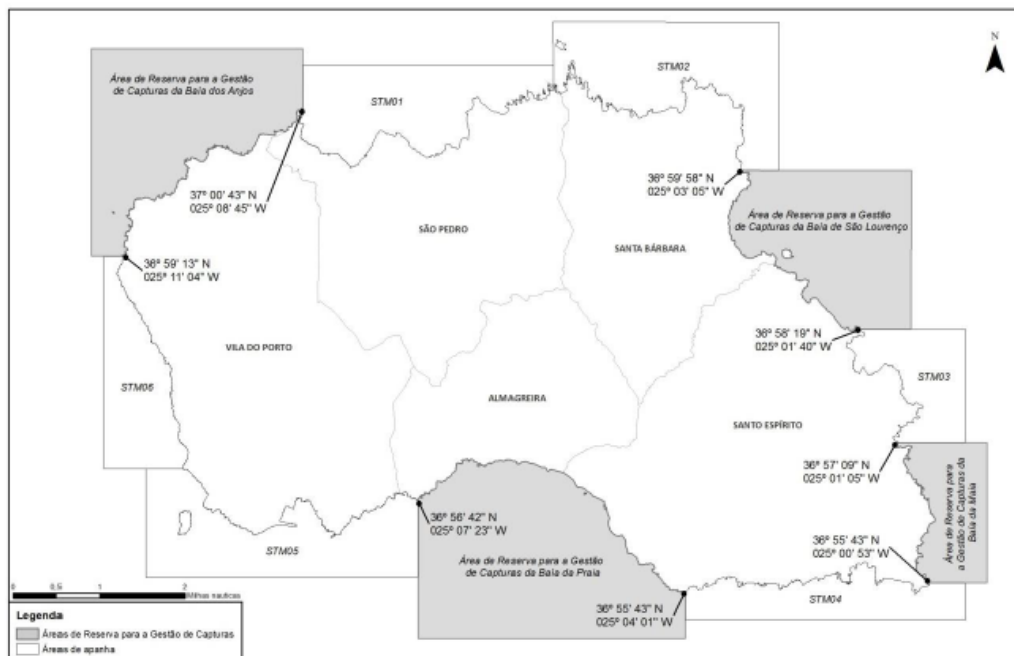 Área de Reserva para a Gestão
de Capturas da Baía dos Anjos
STM01
STM02
N
37º 00' 43" N
025º 08' 45" W
36º 59' 58" N
025º 03' 05" W
Área de Reserva para a Gestão
de Capturas da Baía de São Lourenço
SÃO PEDRO
SANTA BÁRBARA
36º 59' 13" N
025º 11' 04" W
36º 58' 19" N
025º 01' 40" W
VILA DO PORTO
STM06
ALMAGREIRA
STM03
SANTO ESPÍRITO
36º 57' 09" N
025º 01' 05" W
Área de Reserva para
a Gestão de Capturas da
Baía da Maia
36º 56' 42" N
025º 07' 23" W
STM05
Área de Reserva para a Gestão
de Capturas da Baía da Praia
36º 55' 43" N
025º 00' 53" W
36º 55' 43" N
025º 04' 01" W
STM04
0 0,5 1 2
Milhas nauticas
Legenda
Áreas de Reserva para a Gestão de Capturas
Áreas de apanha